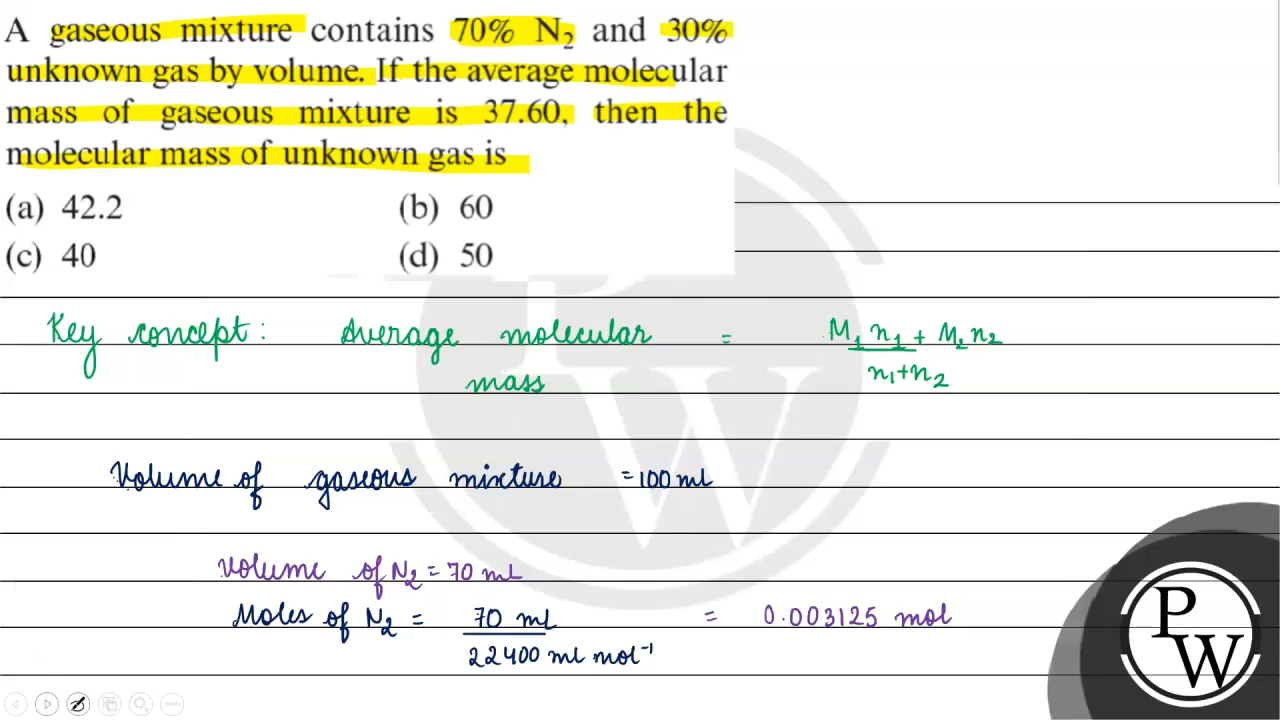 A gaseous mixture contains 70% N₂ and 30%
unknown gas by volume. If the average molecular
mass of gaseous mixture is 37.60, then the
molecular mass of unknown gas is
(a) 42.2 (b) 60
(c) 40 (d) 50
Key concept: Average molecular mass = M₁n₁ + M₂n₂ / n₁+n₂
Volume of gaseous mixture = 100 ml
Volume of N₂ = 70 ml
Moles of N₂ = 70 ml / 22400 ml mol⁻¹ = 0.003125 mol
PW